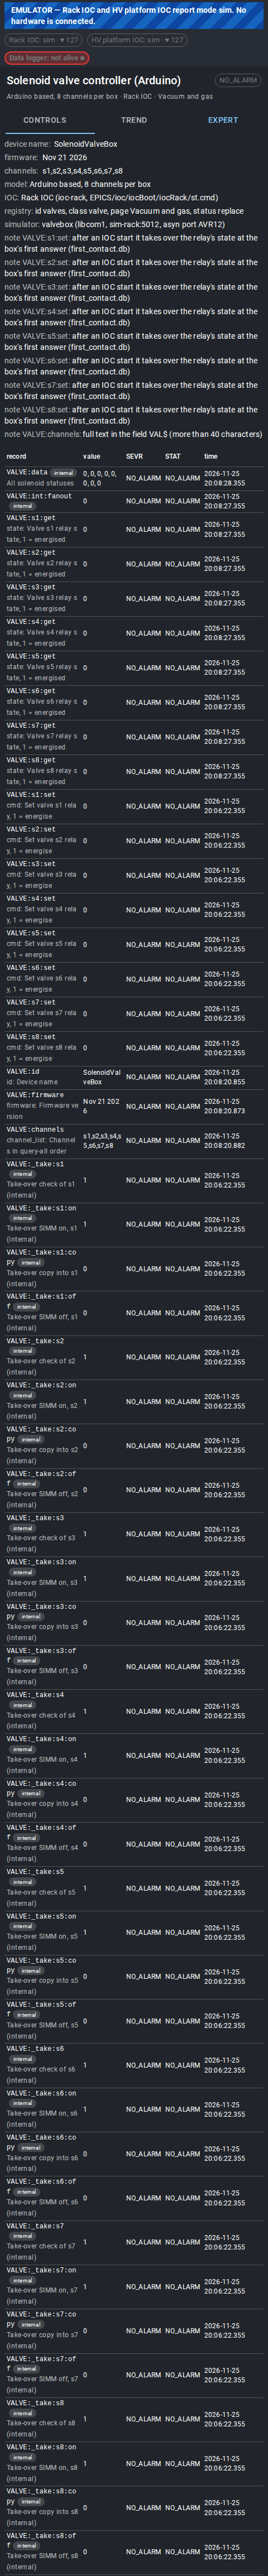 EMULATOR — Rack IOC and HV platform IOC report mode sim. No
hardware is connected.
Rack IOC: sim · ♥ 127
HV platform IOC: sim · ♥ 127
Data logger: not alive ✖
Solenoid valve controller (Arduino)
NO_ALARM
Arduino based, 8 channels per box · Rack IOC · Vacuum and gas
CONTROLS
TREND
EXPERT
device name: SolenoidValveBox
firmware: Nov 21 2026
channels: s1,s2,s3,s4,s5,s6,s7,s8
model: Arduino based, 8 channels per box
IOC: Rack IOC (ioc-rack, EPICS/ioc/iocBoot/iocRack/st.cmd)
registry: id valves, class valve, page Vacuum and Gas, status replace
simulator: valvebox (libcom1, sim-rack:5012, asyn port AVR12)
note VALVE:s1:set: after an IOC start it takes over the relay's state at the
box's first answer (first_contact.db)
note VALVE:s2:set: after an IOC start it takes over the relay's state at the
box's first answer (first_contact.db)
note VALVE:s3:set: after an IOC start it takes over the relay's state at the
box's first answer (first_contact.db)
note VALVE:s4:set: after an IOC start it takes over the relay's state at the
box's first answer (first_contact.db)
note VALVE:s5:set: after an IOC start it takes over the relay's state at the
box's first answer (first_contact.db)
note VALVE:s6:set: after an IOC start it takes over the relay's state at the
box's first answer (first_contact.db)
note VALVE:s7:set: after an IOC start it takes over the relay's state at the
box's first answer (first_contact.db)
note VALVE:s8:set: after an IOC start it takes over the relay's state at the
box's first answer (first_contact.db)
note VALVE:channels: full text in the field VAL$ (more than 40 characters)
record value SEVR STAT time
VALVE:data internal 0, 0, 0, 0, 0, 2026-11-25
All solenoid statuses 0, 0, 0 NO_ALARM NO_ALARM 20:08:28.355
VALVE:int:fanout 2026-11-25
internal 0 NO_ALARM NO_ALARM 20:08:27.355
VALVE:s1:get
state: Valve s1 relay s 0 NO_ALARM NO_ALARM 2026-11-25
tate, 1 = energised 20:08:27.355
VALVE:s2:get
state: Valve s2 relay s 0 NO_ALARM NO_ALARM 2026-11-25
tate, 1 = energised 20:08:27.355
VALVE:s3:get
state: Valve s3 relay s 0 NO_ALARM NO_ALARM 2026-11-25
tate, 1 = energised 20:08:27.355
VALVE:s4:get
state: Valve s4 relay s 0 NO_ALARM NO_ALARM 2026-11-25
tate, 1 = energised 20:08:27.355
VALVE:s5:get
state: Valve s5 relay s 0 NO_ALARM NO_ALARM 2026-11-25
tate, 1 = energised 20:08:27.355
VALVE:s6:get
state: Valve s6 relay s 0 NO_ALARM NO_ALARM 2026-11-25
tate, 1 = energised 20:08:27.355
VALVE:s7:get
state: Valve s7 relay s 0 NO_ALARM NO_ALARM 2026-11-25
tate, 1 = energised 20:08:27.355
VALVE:s8:get
state: Valve s8 relay s 0 NO_ALARM NO_ALARM 2026-11-25
tate, 1 = energised 20:08:27.355
VALVE:s1:set
cmd: Set valve s1 rela 0 NO_ALARM NO_ALARM 2026-11-25
y, 1 = energise 20:06:22.355
VALVE:s2:set
cmd: Set valve s2 rela 0 NO_ALARM NO_ALARM 2026-11-25
y, 1 = energise 20:06:22.355
VALVE:s3:set
cmd: Set valve s3 rela 0 NO_ALARM NO_ALARM 2026-11-25
y, 1 = energise 20:06:22.355
VALVE:s4:set
cmd: Set valve s4 rela 0 NO_ALARM NO_ALARM 2026-11-25
y, 1 = energise 20:06:22.355
VALVE:s5:set
cmd: Set valve s5 rela 0 NO_ALARM NO_ALARM 2026-11-25
y, 1 = energise 20:06:22.355
VALVE:s6:set
cmd: Set valve s6 rela 0 NO_ALARM NO_ALARM 2026-11-25
y, 1 = energise 20:06:22.355
VALVE:s7:set
cmd: Set valve s7 rela 0 NO_ALARM NO_ALARM 2026-11-25
y, 1 = energise 20:06:22.355
VALVE:s8:set
cmd: Set valve s8 rela 0 NO_ALARM NO_ALARM 2026-11-25
y, 1 = energise 20:06:22.355
VALVE:id SolenoidVal 2026-11-25
id: Device name veBox NO_ALARM NO_ALARM 20:08:20.855
VALVE:firmware
firmware: Firmware ve Nov 21 202 NO_ALARM NO_ALARM 2026-11-25
rsion 6 20:08:20.873
VALVE:channels
channel_list: Channel s1,s2,s3,s4,s NO_ALARM NO_ALARM 2026-11-25
s in query-all order 5,s6,s7,s8 20:08:20.882
VALVE:_take:s1
internal 1 NO_ALARM NO_ALARM 2026-11-25
Take-over check of s1 20:06:22.355
(internal)
VALVE:_take:s1:on
internal 1 NO_ALARM NO_ALARM 2026-11-25
Take-over SIMM on, s1 20:06:22.355
(internal)
VALVE:_take:s1:co
py internal 0 NO_ALARM NO_ALARM 2026-11-25
Take-over copy into s1 20:06:22.355
(internal)
VALVE:_take:s1:of
f internal 0 NO_ALARM NO_ALARM 2026-11-25
Take-over SIMM off, s1 20:06:22.355
(internal)
VALVE:_take:s2
internal 1 NO_ALARM NO_ALARM 2026-11-25
Take-over check of s2 20:06:22.355
(internal)
VALVE:_take:s2:on
internal 1 NO_ALARM NO_ALARM 2026-11-25
Take-over SIMM on, s2 20:06:22.355
(internal)
VALVE:_take:s2:co
py internal 0 NO_ALARM NO_ALARM 2026-11-25
Take-over copy into s2 20:06:22.355
(internal)
VALVE:_take:s2:of
f internal 0 NO_ALARM NO_ALARM 2026-11-25
Take-over SIMM off, s2 20:06:22.355
(internal)
VALVE:_take:s3
internal 1 NO_ALARM NO_ALARM 2026-11-25
Take-over check of s3 20:06:22.355
(internal)
VALVE:_take:s3:on
internal 1 NO_ALARM NO_ALARM 2026-11-25
Take-over SIMM on, s3 20:06:22.355
(internal)
VALVE:_take:s3:co
py internal 0 NO_ALARM NO_ALARM 2026-11-25
Take-over copy into s3 20:06:22.355
(internal)
VALVE:_take:s3:of
f internal 0 NO_ALARM NO_ALARM 2026-11-25
Take-over SIMM off, s3 20:06:22.355
(internal)
VALVE:_take:s4
internal 1 NO_ALARM NO_ALARM 2026-11-25
Take-over check of s4 20:06:22.355
(internal)
VALVE:_take:s4:on
internal 1 NO_ALARM NO_ALARM 2026-11-25
Take-over SIMM on, s4 20:06:22.355
(internal)
VALVE:_take:s4:co
py internal 0 NO_ALARM NO_ALARM 2026-11-25
Take-over copy into s4 20:06:22.355
(internal)
VALVE:_take:s4:of
f internal 0 NO_ALARM NO_ALARM 2026-11-25
Take-over SIMM off, s4 20:06:22.355
(internal)
VALVE:_take:s5
internal 1 NO_ALARM NO_ALARM 2026-11-25
Take-over check of s5 20:06:22.355
(internal)
VALVE:_take:s5:on
internal 1 NO_ALARM NO_ALARM 2026-11-25
Take-over SIMM on, s5 20:06:22.355
(internal)
VALVE:_take:s5:co
py internal 0 NO_ALARM NO_ALARM 2026-11-25
Take-over copy into s5 20:06:22.355
(internal)
VALVE:_take:s5:of
f internal 0 NO_ALARM NO_ALARM 2026-11-25
Take-over SIMM off, s5 20:06:22.355
(internal)
VALVE:_take:s6
internal 1 NO_ALARM NO_ALARM 2026-11-25
Take-over check of s6 20:06:22.355
(internal)
VALVE:_take:s6:on
internal 1 NO_ALARM NO_ALARM 2026-11-25
Take-over SIMM on, s6 20:06:22.355
(internal)
VALVE:_take:s6:co
py internal 0 NO_ALARM NO_ALARM 2026-11-25
Take-over copy into s6 20:06:22.355
(internal)
VALVE:_take:s6:of
f internal 0 NO_ALARM NO_ALARM 2026-11-25
Take-over SIMM off, s6 20:06:22.355
(internal)
VALVE:_take:s7
internal 1 NO_ALARM NO_ALARM 2026-11-25
Take-over check of s7 20:06:22.355
(internal)
VALVE:_take:s7:on
internal 1 NO_ALARM NO_ALARM 2026-11-25
Take-over SIMM on, s7 20:06:22.355
(internal)
VALVE:_take:s7:co
py internal 0 NO_ALARM NO_ALARM 2026-11-25
Take-over copy into s7 20:06:22.355
(internal)
VALVE:_take:s7:of
f internal 0 NO_ALARM NO_ALARM 2026-11-25
Take-over SIMM off, s7 20:06:22.355
(internal)
VALVE:_take:s8
internal 1 NO_ALARM NO_ALARM 2026-11-25
Take-over check of s8 20:06:22.355
(internal)
VALVE:_take:s8:on
internal 1 NO_ALARM NO_ALARM 2026-11-25
Take-over SIMM on, s8 20:06:22.355
(internal)
VALVE:_take:s8:co
py internal 0 NO_ALARM NO_ALARM 2026-11-25
Take-over copy into s8 20:06:22.355
(internal)
VALVE:_take:s8:of
f internal 0 NO_ALARM NO_ALARM 2026-11-25
Take-over SIMM off, s8 20:06:22.355
(internal)